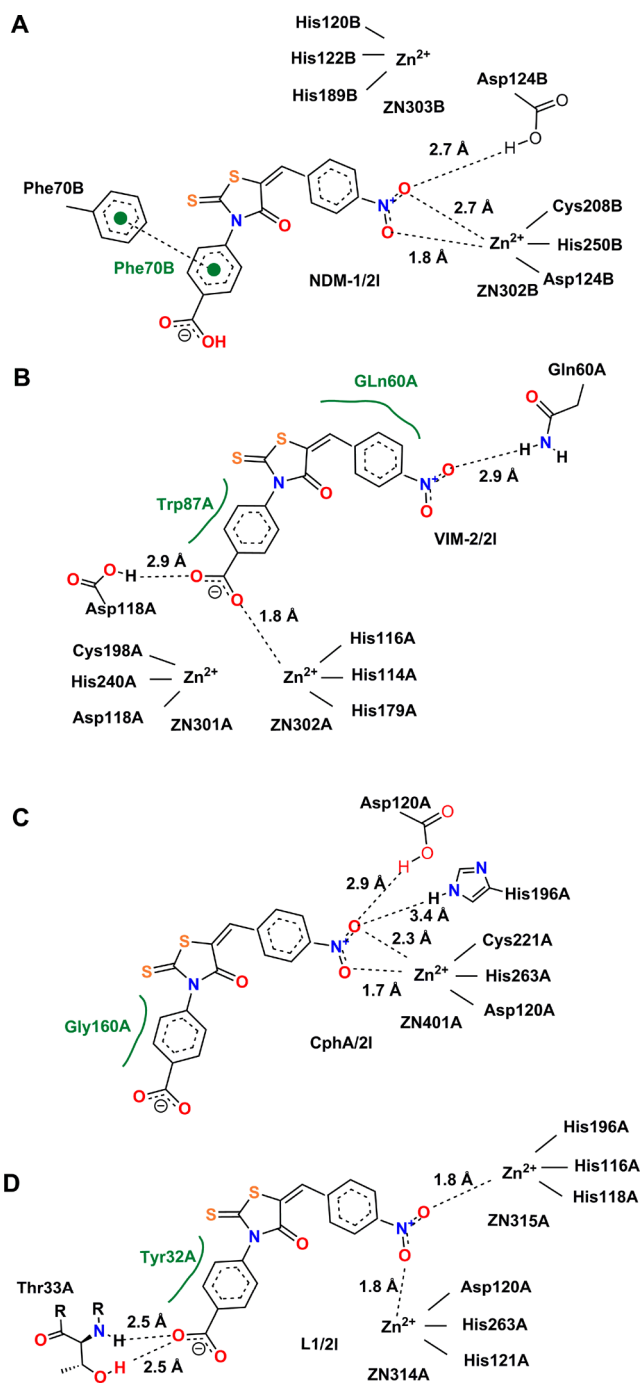 A
His120B
His122B
Zn2+
His189B
ZN303B
Asp124B
O
H
O
2.7 Å
S
S
N
O
N+
O
O
2.7 Å
1.8 Å
Cys208B
Zn2+
His250B
ZN302B
Asp124B
Phe70B
Phe70B
NDM-1/2I
O
OH
B
GLn60A
Gln60A
O
H
N
H
2.9 Å
S
S
N
O
N+
O
O
Trp87A
VIM-2/2I
2.9 Å
O
O
H
Asp118A
O
O
1.8 Å
Cys198A
His240A
Zn2+
Asp118A
ZN301A
His116A
Zn2+
His114A
ZN302A
His179A
C
Asp120A
O
O
H
2.9 Å
H
N
N
His196A
3.4 Å
2.3 Å
S
S
N
O
N+
O
O
1.7 Å
Cys221A
Zn2+
His263A
ZN401A
Asp120A
Gly160A
CphA/2I
O
O
D
His196A
1.8 Å
Zn2+
His116A
His118A
ZN315A
S
S
N
O
N+
O
O
Tyr32A
1.8 Å
Asp120A
Zn2+
His263A
ZN314A
His121A
Thr33A
R
R
O
N
H
2.5 Å
O
H
2.5 Å
O
O
L1/2I